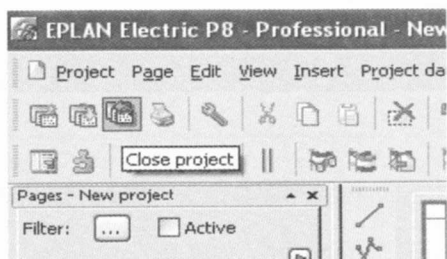 EPLAN Electric P8 - Professional - New
Project Page Edit View Insert Project da
Close project
Pages - New project
Filter: ... Active